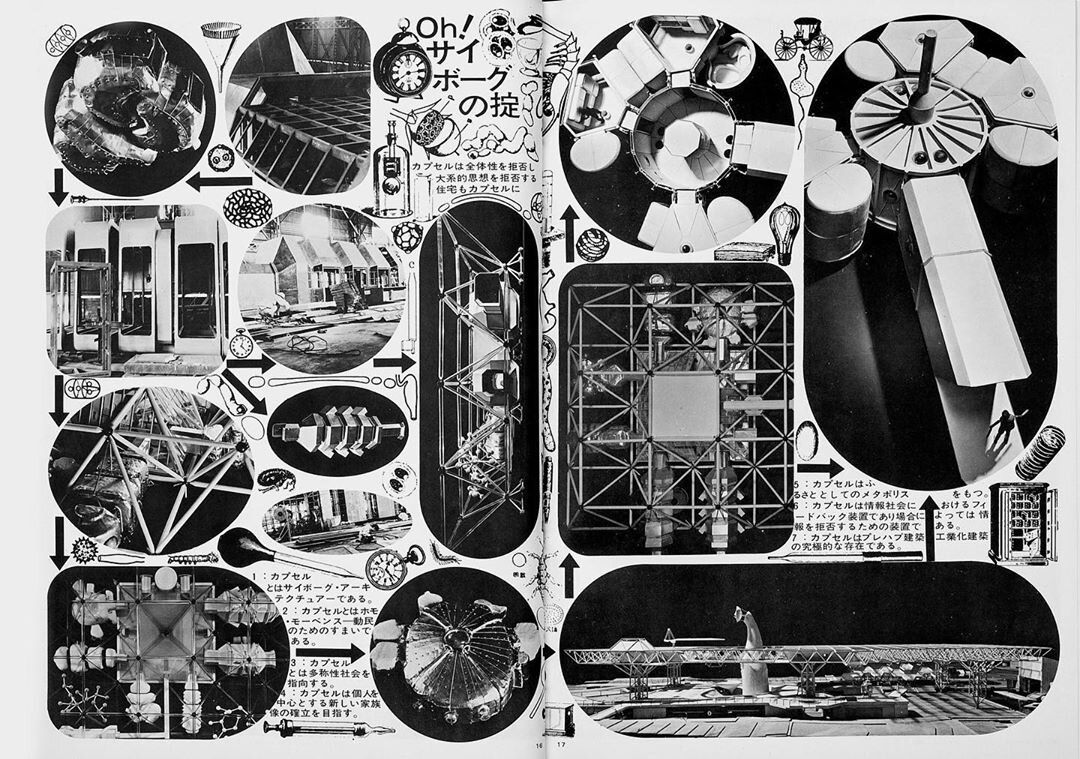 Oh!
サイ
ボーグ
の掟
カプセルは全体性を拒否し
大系的思想を拒否する
住宅もカプセルに
1：カプセル
とはサイボーグ・アーキ
テクチュアーである。
2：カプセルとはホモ
・モーベンス―動民
のためのすまいで
ある。
3：カプセル
とは多称性社会を
指向する。
4：カプセルは個人を
中心とする新しい家族
像の確立を目指す。
5：カプセルはふ
るさととしてのメタボリス　をもつ。
6：カプセルは情報社会に　おけるフィ
ードバック装置であり場合に　よっては情
報を拒否するための装置で　ある。
7：カプセルはプレハブ建築　工業化建築
の究極的な存在である。
16 17